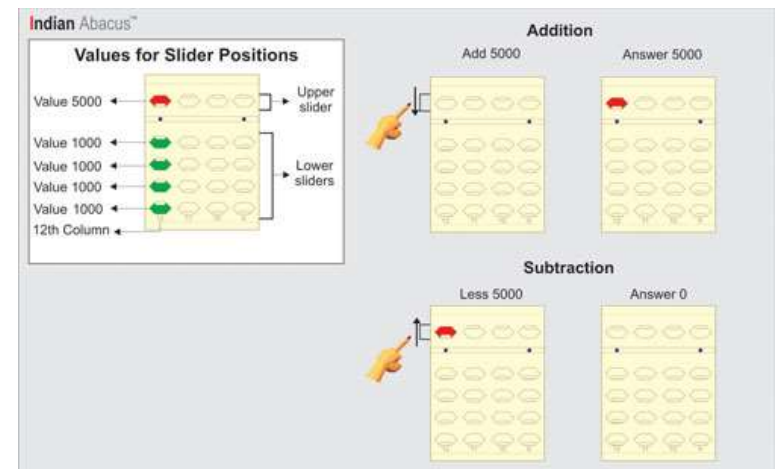 Indian Abacus™
Values for Slider Positions
Value 5000
Upper slider
Value 1000
Value 1000
Value 1000
Value 1000
Lower sliders
12th Column
Addition
Add 5000
Answer 5000
Subtraction
Less 5000
Answer 0